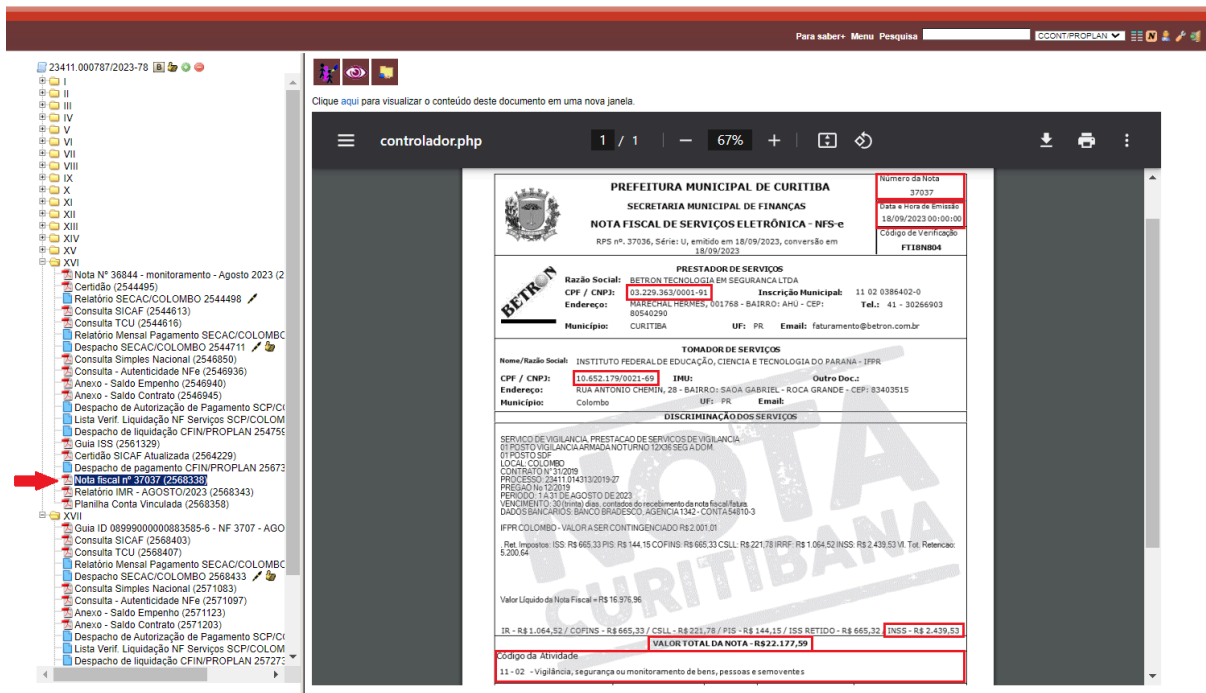 Para saber+ Menu Pesquisa CCONT/PROPLAN
23411.000787/2023-78
I
II
III
IV
V
VI
VII
VIII
IX
X
XI
XII
XIII
XIV
XV
XVI
Nota Nº 36844 - monitoramento - Agosto 2023 (2
Certidão (2544495)
Relatório SECAC/COLOMBO 2544498
Consulta SICAF (2544613)
Consulta TCU (2544616)
Relatório Mensal Pagamento SECAC/COLOMBO
Despacho SECAC/COLOMBO 2544711
Consulta Simples Nacional (2546850)
Consulta - Autenticidade NFe (2546936)
Anexo - Saldo Empenho (2546940)
Anexo - Saldo Contrato (2546945)
Despacho de Autorização de Pagamento SCP/CO
Lista Verif. Liquidação NF Serviços SCP/COLOM
Despacho de liquidação CFIN/PROPLAN 254759
Guia ISS (2561329)
Certidão SICAF Atualizada (2564229)
Despacho de pagamento CFIN/PROPLAN 25673
Nota fiscal nº 37037 (2568338)
Relatório IMR - AGOSTO/2023 (2568343)
Planilha Conta Vinculada (2568358)
XVII
Guia ID 08999000000883585-6 - NF 3707 - AGO
Consulta SICAF (2568403)
Consulta TCU (2568407)
Relatório Mensal Pagamento SECAC/COLOMBO
Despacho SECAC/COLOMBO 2568433
Consulta Simples Nacional (2571083)
Consulta - Autenticidade NFe (2571097)
Anexo - Saldo Empenho (2571123)
Anexo - Saldo Contrato (2571203)
Despacho de Autorização de Pagamento SCP/CO
Lista Verif. Liquidação NF Serviços SCP/COLOM
Despacho de liquidação CFIN/PROPLAN 257273
Clique aqui para visualizar o conteúdo deste documento em uma nova janela.
controlador.php 1 / 1 67%
PREFEITURA MUNICIPAL DE CURITIBA
SECRETARIA MUNICIPAL DE FINANÇAS
NOTA FISCAL DE SERVIÇOS ELETRÔNICA - NFS-e
RPS nº. 37036, Série: U, emitido em 18/09/2023, conversão em
18/09/2023
Número da Nota
37037
Data e Hora de Emissão
18/09/2023 00:00:00
Código de Verificação
FTI8N804
BETRON
PRESTADOR DE SERVIÇOS
Razão Social: BETRON TECNOLOGIA EM SEGURANCA LTDA
CPF / CNPJ: 03.229.363/0001-91 Inscrição Municipal: 11 02 0386402-0
Endereço: MARECHAL HERMES, 001768 - BAIRRO: AHÚ - CEP: Tel.: 41 - 30266903
80540290
Município: CURITIBA UF: PR Email: faturamento@betron.com.br
TOMADOR DE SERVIÇOS
Nome/Razão Social: INSTITUTO FEDERAL DE EDUCAÇÃO, CIENCIA E TECNOLOGIA DO PARANA - IFPR
CPF / CNPJ: 10.652.179/0021-69 IMU: Outro Doc.:
Endereço: RUA ANTONIO CHEMIN, 28 - BAIRRO: SAOA GABRIEL - ROCA GRANDE - CEP: 83403515
Município: Colombo UF: PR Email:
DISCRIMINAÇÃO DOS SERVIÇOS
SERVICO DE VIGILANCIA, PRESTACAO DE SERVICOS DE VIGILANCIA
01 POSTO VIGILANCIA ARMADA NOTURNO 12X36 SEG A DOM.
01 POSTO SDF
LOCAL: COLOMBO
CONTRATO Nº 31/2019
PROCESSO: 23411.014313/2019-27
PREGAO No 12/2019
PERIODO: 1 A 31 DE AGOSTO DE 2023
VENCIMENTO: 30 (trinta) dias, contados do recebimento da nota fiscal/fatura.
DADOS BANCARIOS: BANCO BRADESCO, AGENCIA 1342 - CONTA 54810-3
IFPR COLOMBO - VALOR A SER CONTINGENCIADO R$ 2.001,01
. Ret. Impostos: ISS: R$ 665,33 PIS: R$ 144,15 COFINS: R$ 665,33 CSLL: R$ 221,78 IRRF: R$ 1.064,52 INSS: R$ 2.439,53 Vl. Tot. Retencao:
5.200,64
Valor Líquido da Nota Fiscal = R$ 16.976,96
NOTA
CURITIBANA
IR - R$ 1.064,52 / COFINS - R$ 665,33 / CSLL - R$ 221,78 / PIS - R$ 144,15 / ISS RETIDO - R$ 665,32 / INSS - R$ 2.439,53
VALOR TOTAL DA NOTA - R$22.177,59
Código da Atividade
11-02 - Vigilância, segurança ou monitoramento de bens, pessoas e semoventes